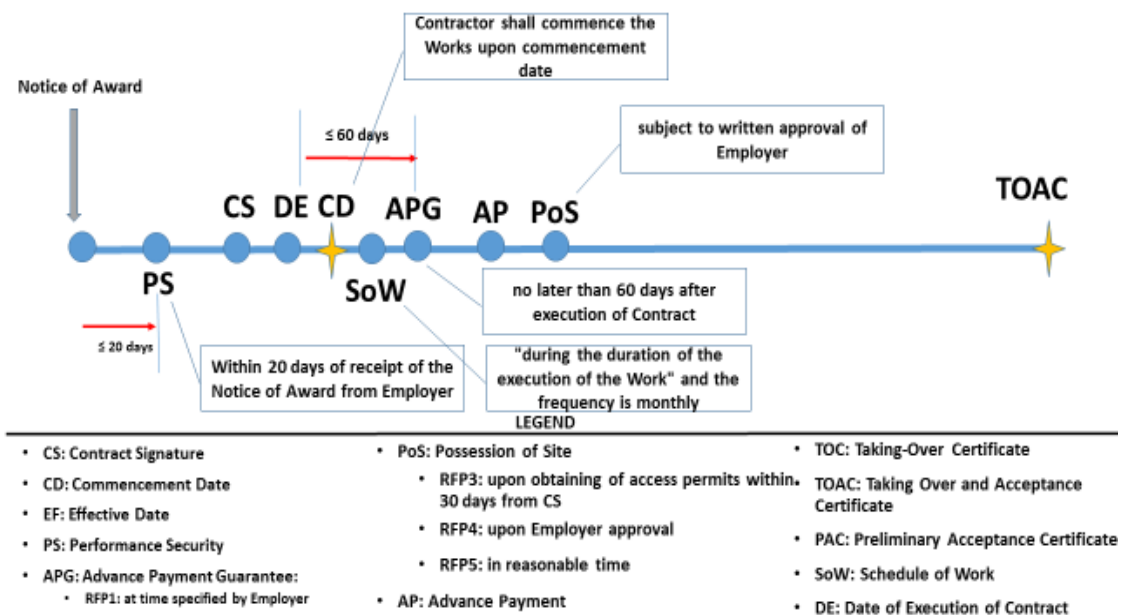 Contractor shall commence the
Works upon commencement
date
Notice of Award
≤ 60 days
subject to written approval of
Employer
CS DE CD APG AP PoS
TOAC
PS
SoW
≤ 20 days
no later than 60 days after
execution of Contract
Within 20 days of receipt of the
Notice of Award from Employer
"during the duration of the
execution of the Work" and the
frequency is monthly
LEGEND
• CS: Contract Signature
• CD: Commencement Date
• EF: Effective Date
• PS: Performance Security
• APG: Advance Payment Guarantee:
• RFP1: at time specified by Employer
• PoS: Possession of Site
• RFP3: upon obtaining of access permits within
30 days from CS
• RFP4: upon Employer approval
• RFP5: in reasonable time
• AP: Advance Payment
• TOC: Taking-Over Certificate
• TOAC: Taking Over and Acceptance
Certificate
• PAC: Preliminary Acceptance Certificate
• SoW: Schedule of Work
• DE: Date of Execution of Contract